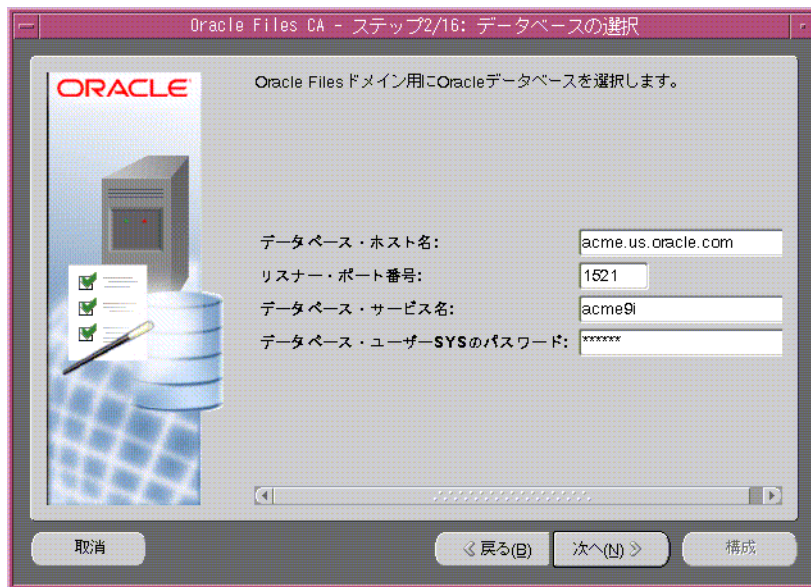 Oracle Files CA - ステップ2/16: データベースの選択
ORACLE
Oracle Filesドメイン用にOracleデータベースを選択します。
データベース・ホスト名: acme.us.oracle.com
リスナー・ポート番号: 1521
データベース・サービス名: acme9i
データベース・ユーザーSYSのパスワード: ******
取消 戻る(B) 次へ(N) 構成